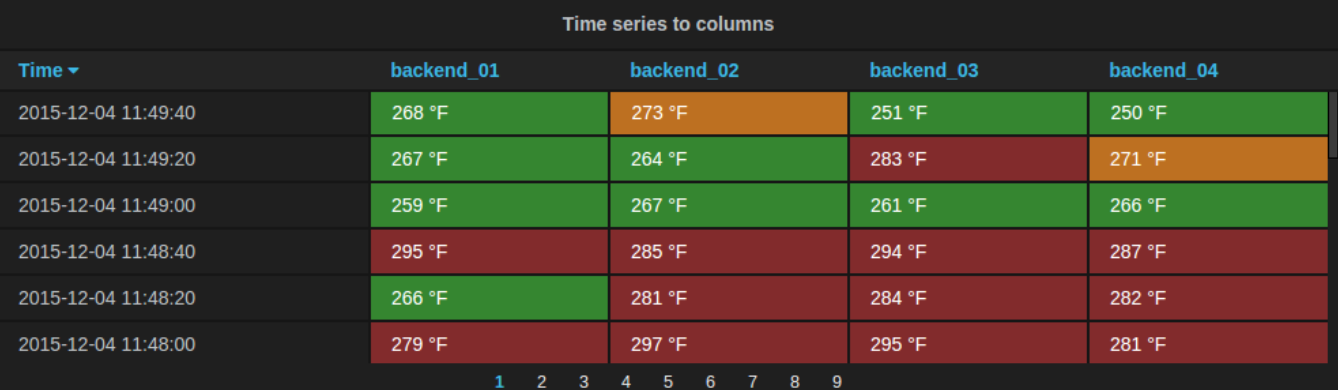 Time series to columns
Time backend_01 backend_02 backend_03 backend_04
2015-12-04 11:49:40 268 °F 273 °F 251 °F 250 °F
2015-12-04 11:49:20 267 °F 264 °F 283 °F 271 °F
2015-12-04 11:49:00 259 °F 267 °F 261 °F 266 °F
2015-12-04 11:48:40 295 °F 285 °F 294 °F 287 °F
2015-12-04 11:48:20 266 °F 281 °F 284 °F 282 °F
2015-12-04 11:48:00 279 °F 297 °F 295 °F 281 °F
1 2 3 4 5 6 7 8 9